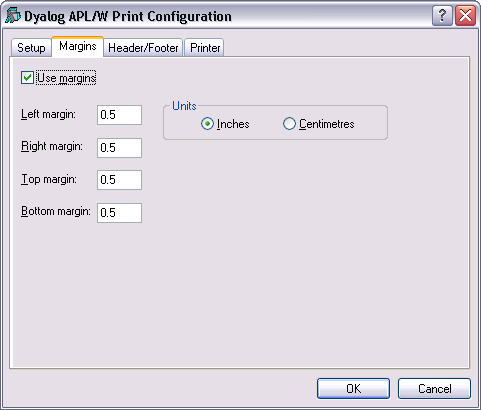 Dyalog APL/W Print Configuration
Setup Margins Header/Footer Printer
Use margins
Units
Left margin: 0.5 Inches Centimetres
Right margin: 0.5
Top margin: 0.5
Bottom margin: 0.5
OK Cancel